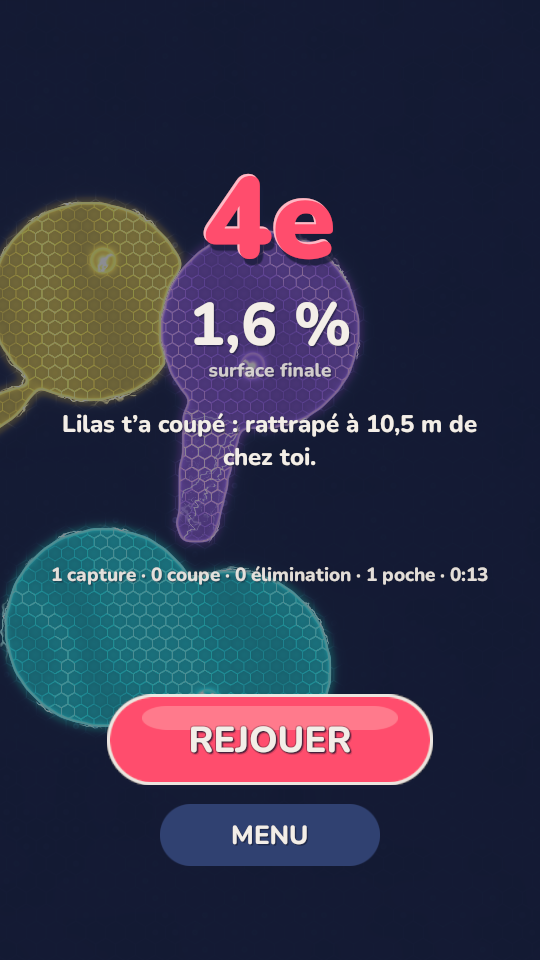 4e
1,6 %
surface finale
Lilas t’a coupé : rattrapé à 10,5 m de
chez toi.
1 capture · 0 coupe · 0 élimination · 1 poche · 0:13
REJOUER
MENU